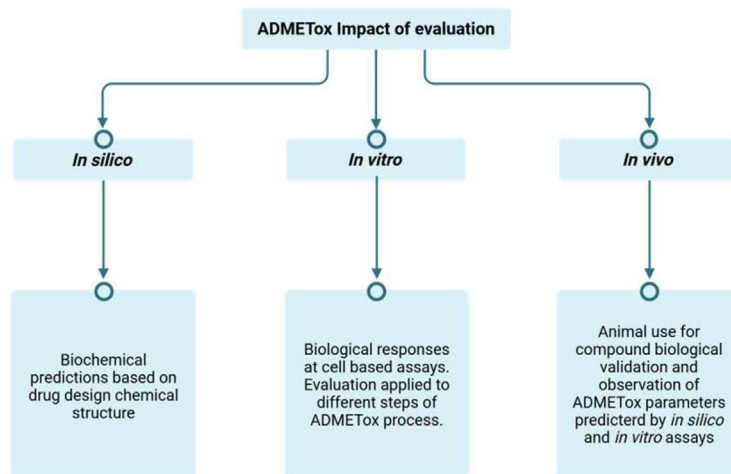 ADMETox Impact of evaluation
In silico
In vitro
In vivo
Biochemical
predictions based on
drug design chemical
structure
Biological responses
at cell based assays.
Evaluation applied to
different steps of
ADMETox process.
Animal use for
compound biological
validation and
observation of
ADMETox parameters
predicterd by in silico
and in vitro assays